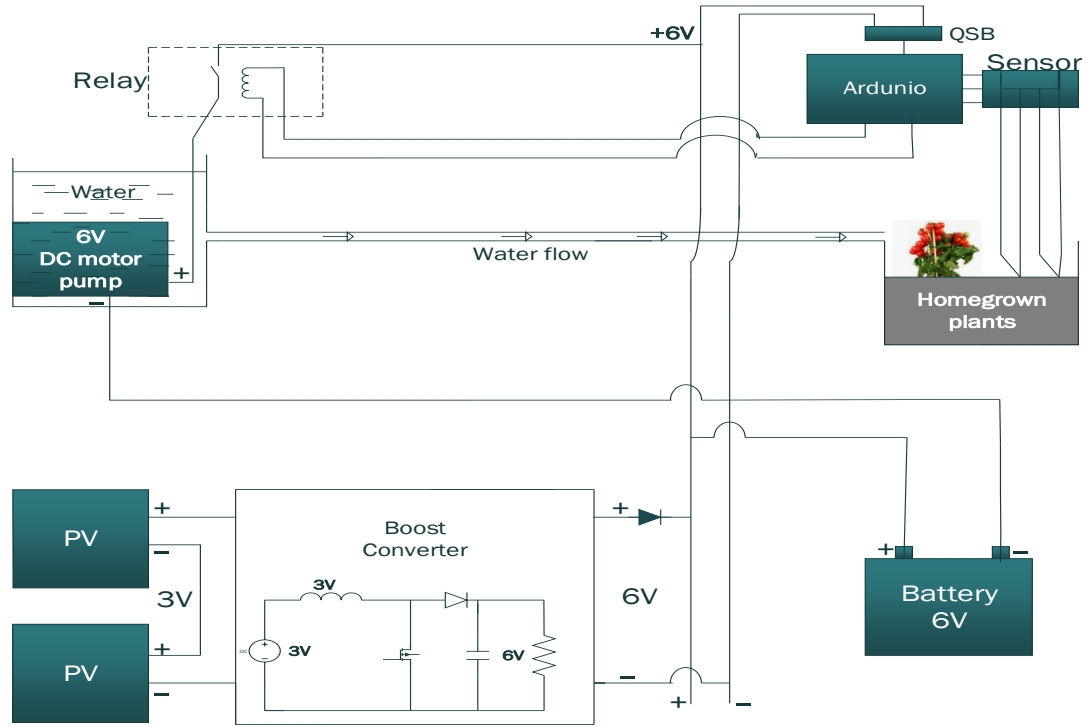 +6V
QSB
Sensor
Relay
Ardunio
Water
6V
DC motor
pump
+
−
Water flow
Homegrown
plants
PV
+
−
3V
PV
+
−
Boost
Converter
3V
DC
+
−
3V
6V
+
6V
−
+
−
+
−
Battery
6V